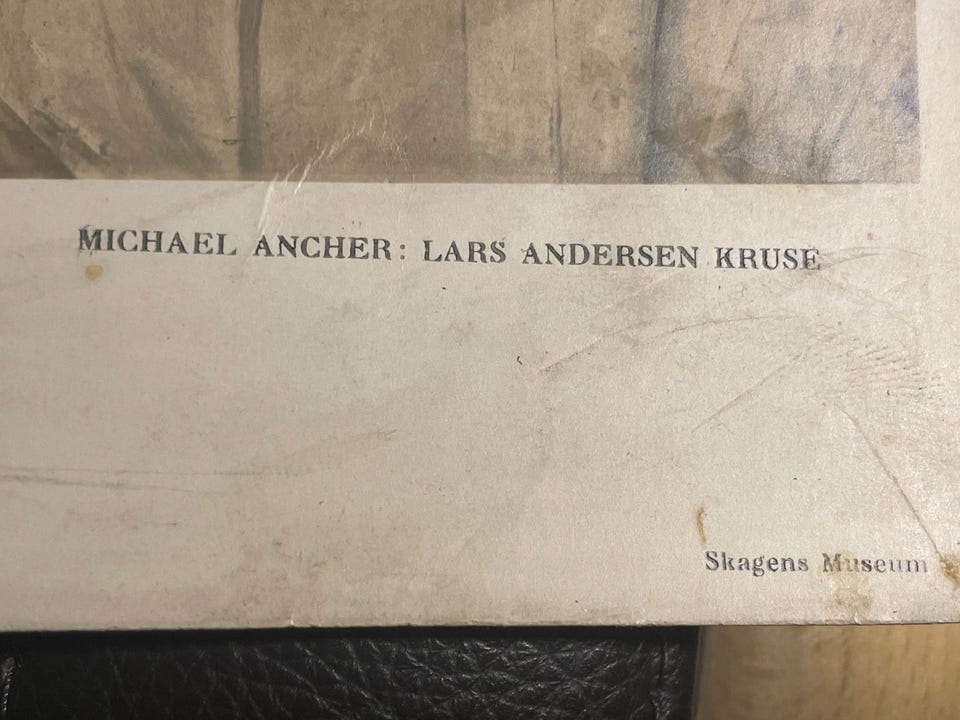 MICHAEL ANCHER: LARS ANDERSEN KRUSE
Skagens Museum